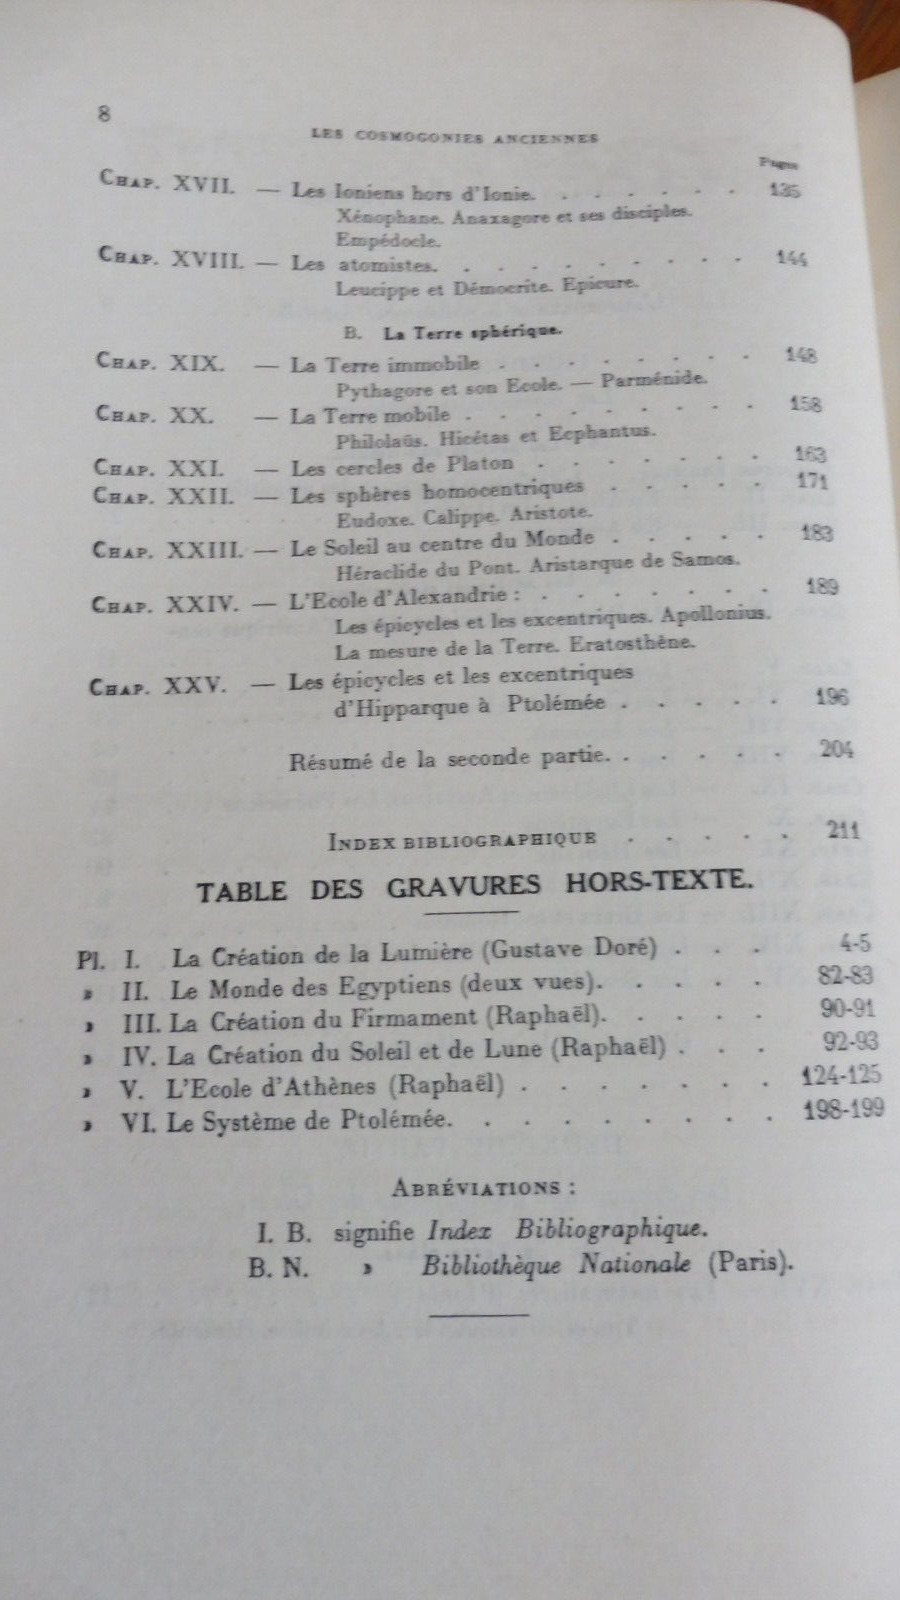 8
LES COSMOGONIES ANCIENNES
Pages
CHAP. XVII. — Les Ioniens hors d'Ionie. . . . . . . 135
Xénophane. Anaxagore et ses disciples.
Empédocle.
CHAP. XVIII. — Les atomistes. . . . . . . . . . 144
Leucippe et Démocrite. Epicure.
B. La Terre sphérique.
CHAP. XIX. — La Terre immobile . . . . . . . . 148
Pythagore et son Ecole. — Parménide.
CHAP. XX. — La Terre mobile . . . . . . . . . 158
Philolaüs. Hicétas et Ecphantus.
CHAP. XXI. — Les cercles de Platon . . . . . . . 163
CHAP. XXII. — Les sphères homocentriques . . . . . 171
Eudoxe. Calippe. Aristote.
CHAP. XXIII. — Le Soleil au centre du Monde . . . . . 183
Héraclide du Pont. Aristarque de Samos.
CHAP. XXIV. — L'Ecole d'Alexandrie : . . . . . . . 189
Les épicycles et les excentriques. Apollonius.
La mesure de la Terre. Eratosthène.
CHAP. XXV. — Les épicycles et les excentriques
d'Hipparque à Ptolémée . . . . . 196
Résumé de la seconde partie. . . . . . 204
INDEX BIBLIOGRAPHIQUE . . . . . 211
TABLE DES GRAVURES HORS-TEXTE.
Pl. I. La Création de la Lumière (Gustave Doré) . . . 4-5
» II. Le Monde des Egyptiens (deux vues). . . . . 82-83
» III. La Création du Firmament (Raphaël). . . . . 90-91
» IV. La Création du Soleil et de Lune (Raphaël) . . . 92-93
» V. L'Ecole d'Athènes (Raphaël) . . . . . . . 124-125
» VI. Le Système de Ptolémée. . . . . . . . . 198-199
ABRÉVIATIONS :
I. B. signifie Index Bibliographique.
B. N. » Bibliothèque Nationale (Paris).